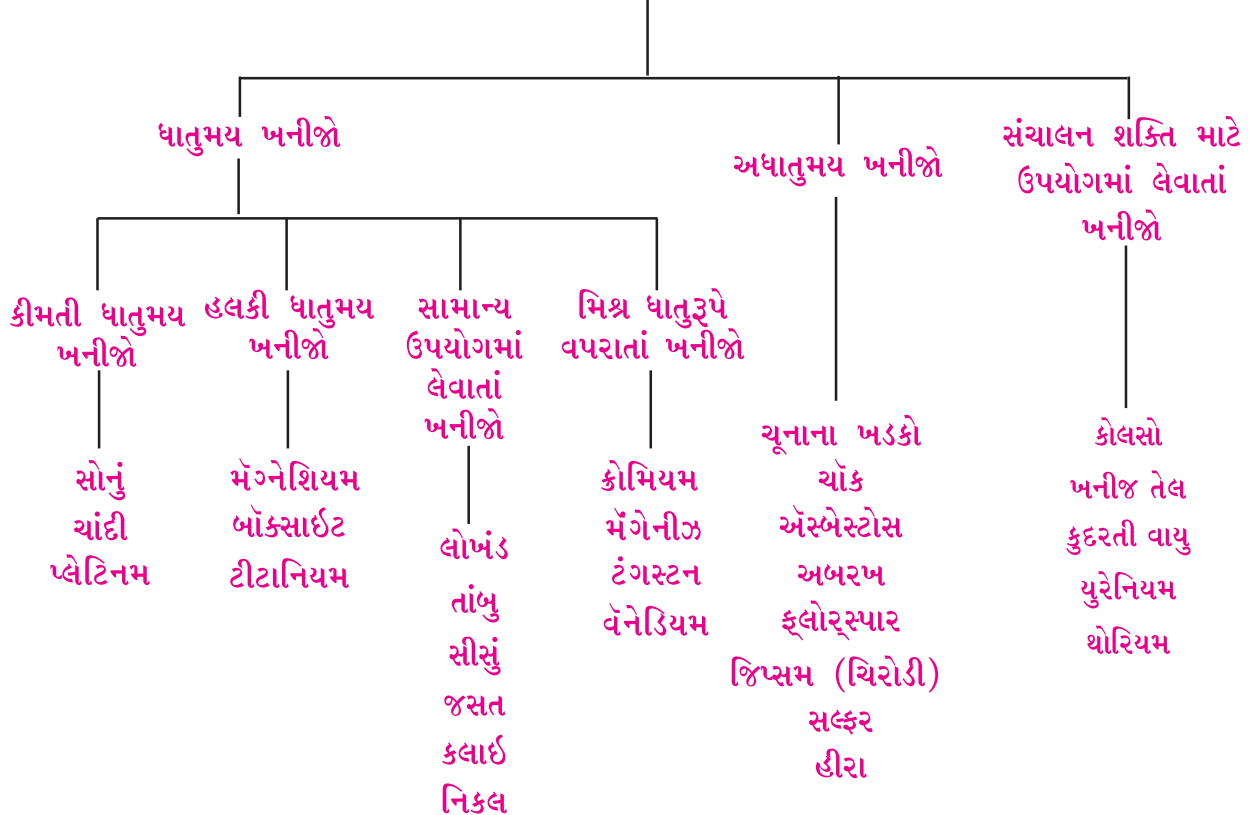 ધાતુમય ખનીજો
કીમતી ધાતુમય
ખનીજો
સોનું
ચાંદી
પ્લેટિનમ
હલકી ધાતુમય
ખનીજો
મૅગ્નેશિયમ
બૉક્સાઇટ
ટીટાનિયમ
સામાન્ય
ઉપયોગમાં
લેવાતાં
ખનીજો
લોખંડ
તાંબુ
સીસું
જસત
કલાઇ
નિકલ
મિશ્ર ધાતુરૂપે
વપરાતાં ખનીજો
ક્રોમિયમ
મૅંગેનીઝ
ટંગસ્ટન
વૅનેડિયમ
અધાતુમય ખનીજો
ચૂનાના ખડકો
ચૉક
ઍસ્બેસ્ટોસ
અબરખ
ફ્લોર્‌સ્પાર
જિપ્સમ (ચિરોડી)
સલ્ફર
હીરા
સંચાલન શક્તિ માટે
ઉપયોગમાં લેવાતાં
ખનીજો
કોલસો
ખનીજ તેલ
કુદરતી વાયુ
યુરેનિયમ
થોરિયમ